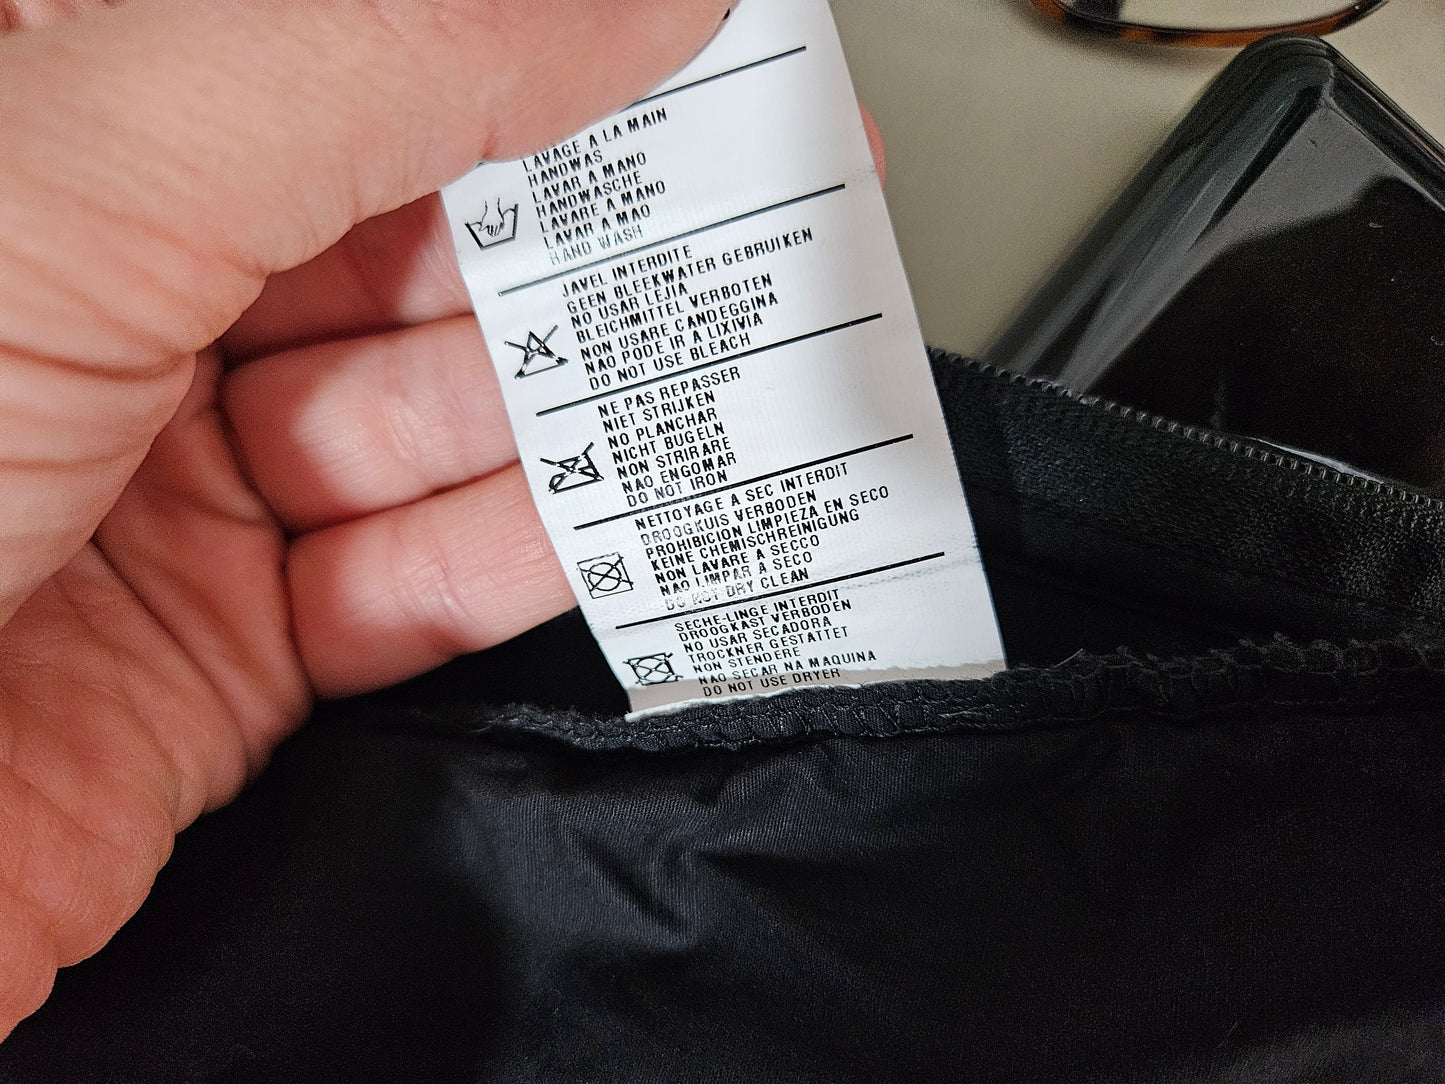 LAVAGE A LA MAIN
HANDWAS
LAVAR A MANO
HANDWASCHE
LAVARE A MANO
LAVAR A MAO
HAND WASH
JAVEL INTERDITE
GEEN BLEEKWATER GEBRUIKEN
NO USAR LEJIA
BLEICHMITTEL VERBOTEN
NON USARE CANDEGGINA
NAO PODE IR A LIXIVIA
DO NOT USE BLEACH
NE PAS REPASSER
NIET STRIJKEN
NO PLANCHAR
NICHT BUGELN
NON STRIRARE
NAO ENGOMAR
DO NOT IRON
NETTOYAGE A SEC INTERDIT
DROOGKUIS VERBODEN
PROHIBICION LIMPIEZA EN SECO
KEINE CHEMISCHREINIGUNG
NON LAVARE A SECCO
NAO LIMPAR A SECO
DO NOT DRY CLEAN
SECHE-LINGE INTERDIT
DROOGKAST VERBODEN
NO USAR SECADORA
TROCKNER GESTATTET
NON STENDERE
NAO SECAR NA MAQUINA
DO NOT USE DRYER